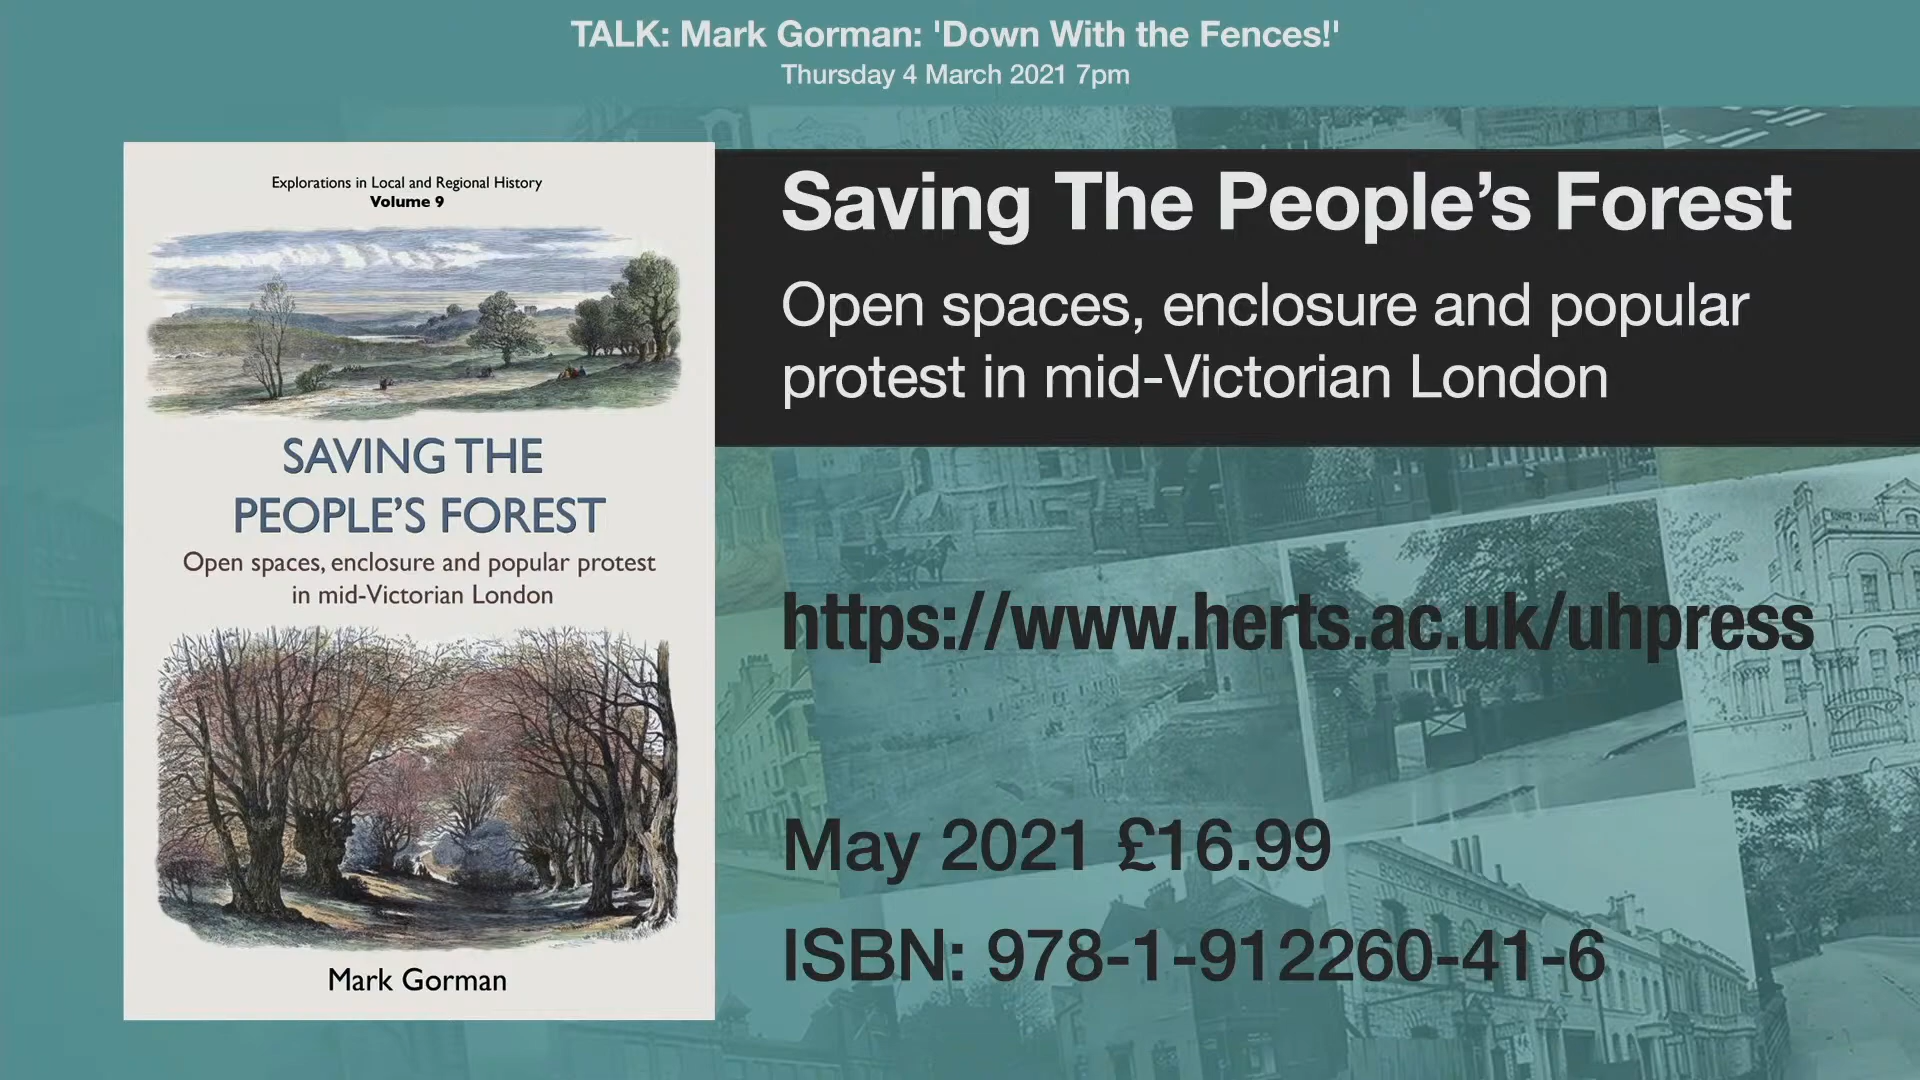 TALK: Mark Gorman: 'Down With the Fences!'
Thursday 4 March 2021 7pm
Explorations in Local and Regional History
Volume 9
SAVING THE
PEOPLE'S FOREST
Open spaces, enclosure and popular protest
in mid-Victorian London
Mark Gorman
Saving The People’s Forest
Open spaces, enclosure and popular
protest in mid-Victorian London
https://www.herts.ac.uk/uhpress
May 2021 £16.99
ISBN: 978-1-912260-41-6